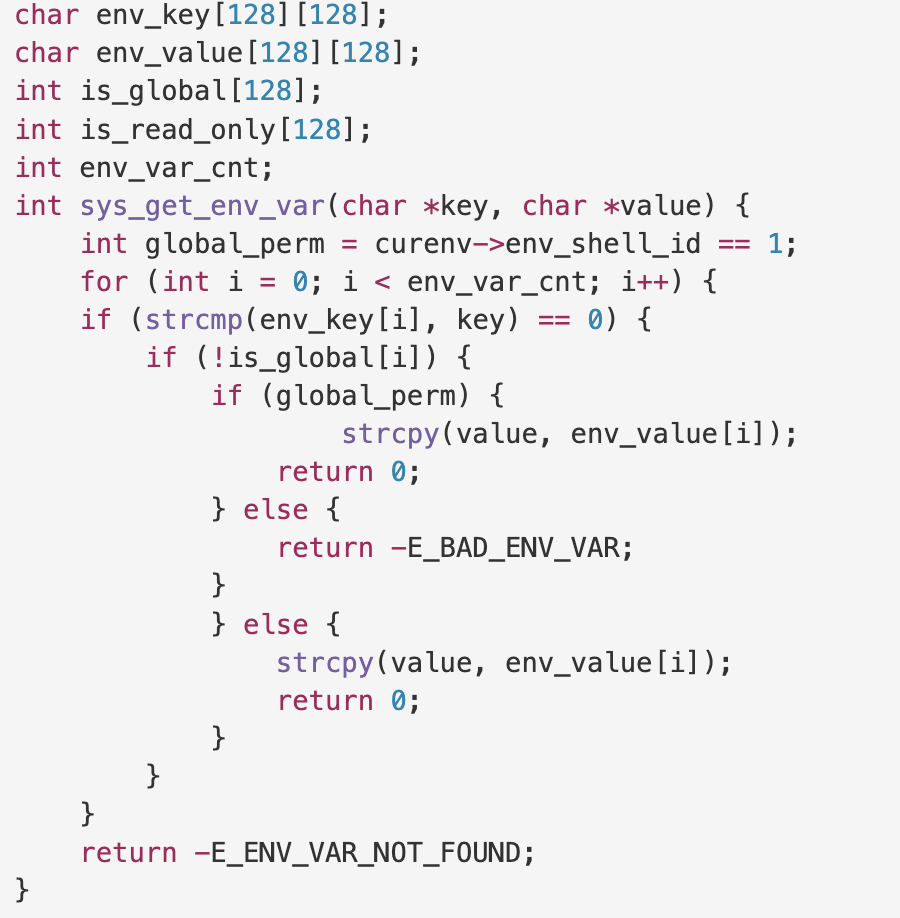 char env_key[128][128];
char env_value[128][128];
int is_global[128];
int is_read_only[128];
int env_var_cnt;
int sys_get_env_var(char *key, char *value) {
    int global_perm = curenv->env_shell_id == 1;
    for (int i = 0; i < env_var_cnt; i++) {
    if (strcmp(env_key[i], key) == 0) {
        if (!is_global[i]) {
            if (global_perm) {
                    strcpy(value, env_value[i]);
                return 0;
            } else {
                return -E_BAD_ENV_VAR;
            }
            } else {
                strcpy(value, env_value[i]);
                return 0;
            }
        }
    }
    return -E_ENV_VAR_NOT_FOUND;
}